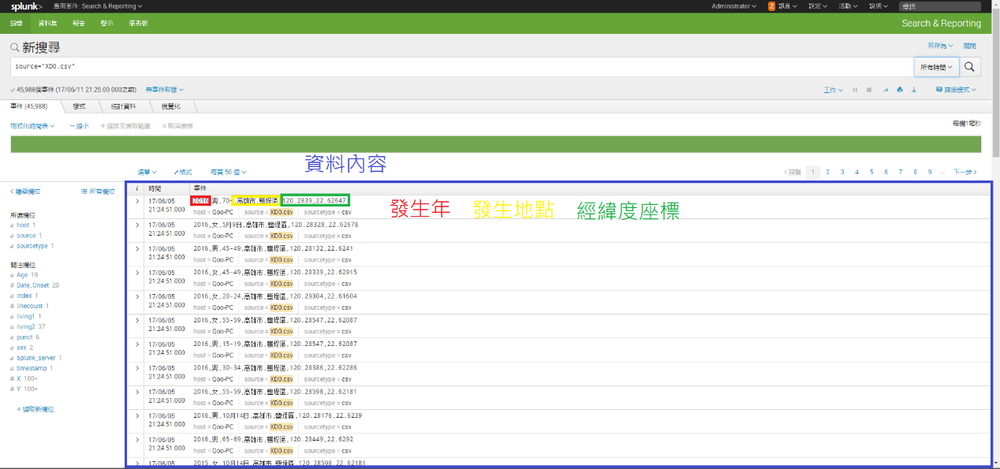 splunk> 應用套件: Search & Reporting Administrator 2 訊息 設定 活動 說明 尋找
搜尋 資料集 報告 警示 儀表板 Search & Reporting
新搜尋 另存為 關閉
source="XDO.csv" 所有時間
45,988個事件 (17/06/11 21:25:00.000之前) 無事件取樣 工作 詳細模式
事件 (45,988) 樣式 統計資料 視覺化
格式化時間表 − 縮小 + 縮放至選取範圍 × 取消選擇 每欄1毫秒
資料內容
清單 格式 每頁 50 個 預覽 1 2 3 4 5 6 7 8 9 ... 下一步
隱藏欄位 所有欄位
所選欄位
a host 1
a source 1
a sourcetype 1
關注欄位
a Age 19
# Date_Onset 20
a index 1
# linecount 1
a living1 1
a living2 37
a punct 6
a sex 2
a splunk_server 1
a timestamp 1
# X 100+
# Y 100+
+ 擷取新欄位
i 時間 事件
17/06/05 21:24:51.000 2016,男,70+,高雄市,鹽埕區,120.2839,22.62647
host = Qoo-PC source = XDO.csv sourcetype = csv
發生年 發生地點 經緯度座標
17/06/05 21:24:51.000 2016,女,5月9日,高雄市,鹽埕區,120.28328,22.62678
host = Qoo-PC source = XDO.csv sourcetype = csv
17/06/05 21:24:51.000 2016,男,45-49,高雄市,鹽埕區,120.28132,22.6241
host = Qoo-PC source = XDO.csv sourcetype = csv
17/06/05 21:24:51.000 2016,女,45-49,高雄市,鹽埕區,120.28339,22.62915
host = Qoo-PC source = XDO.csv sourcetype = csv
17/06/05 21:24:51.000 2016,女,20-24,高雄市,鹽埕區,120.29304,22.61604
host = Qoo-PC source = XDO.csv sourcetype = csv
17/06/05 21:24:51.000 2016,女,55-59,高雄市,鹽埕區,120.28547,22.62087
host = Qoo-PC source = XDO.csv sourcetype = csv
17/06/05 21:24:51.000 2016,男,15-19,高雄市,鹽埕區,120.28547,22.62087
host = Qoo-PC source = XDO.csv sourcetype = csv
17/06/05 21:24:51.000 2016,男,30-34,高雄市,鹽埕區,120.28386,22.62286
host = Qoo-PC source = XDO.csv sourcetype = csv
17/06/05 21:24:51.000 2016,女,55-59,高雄市,鹽埕區,120.28598,22.62181
host = Qoo-PC source = XDO.csv sourcetype = csv
17/06/05 21:24:51.000 2016,男,10月14日,高雄市,鹽埕區,120.28176,22.6239
host = Qoo-PC source = XDO.csv sourcetype = csv
17/06/05 21:24:51.000 2016,男,65-69,高雄市,鹽埕區,120.28449,22.6292
host = Qoo-PC source = XDO.csv sourcetype = csv
17/06/05 2015,女,10月14日,高雄市,鹽埕區,120.28598,22.62181